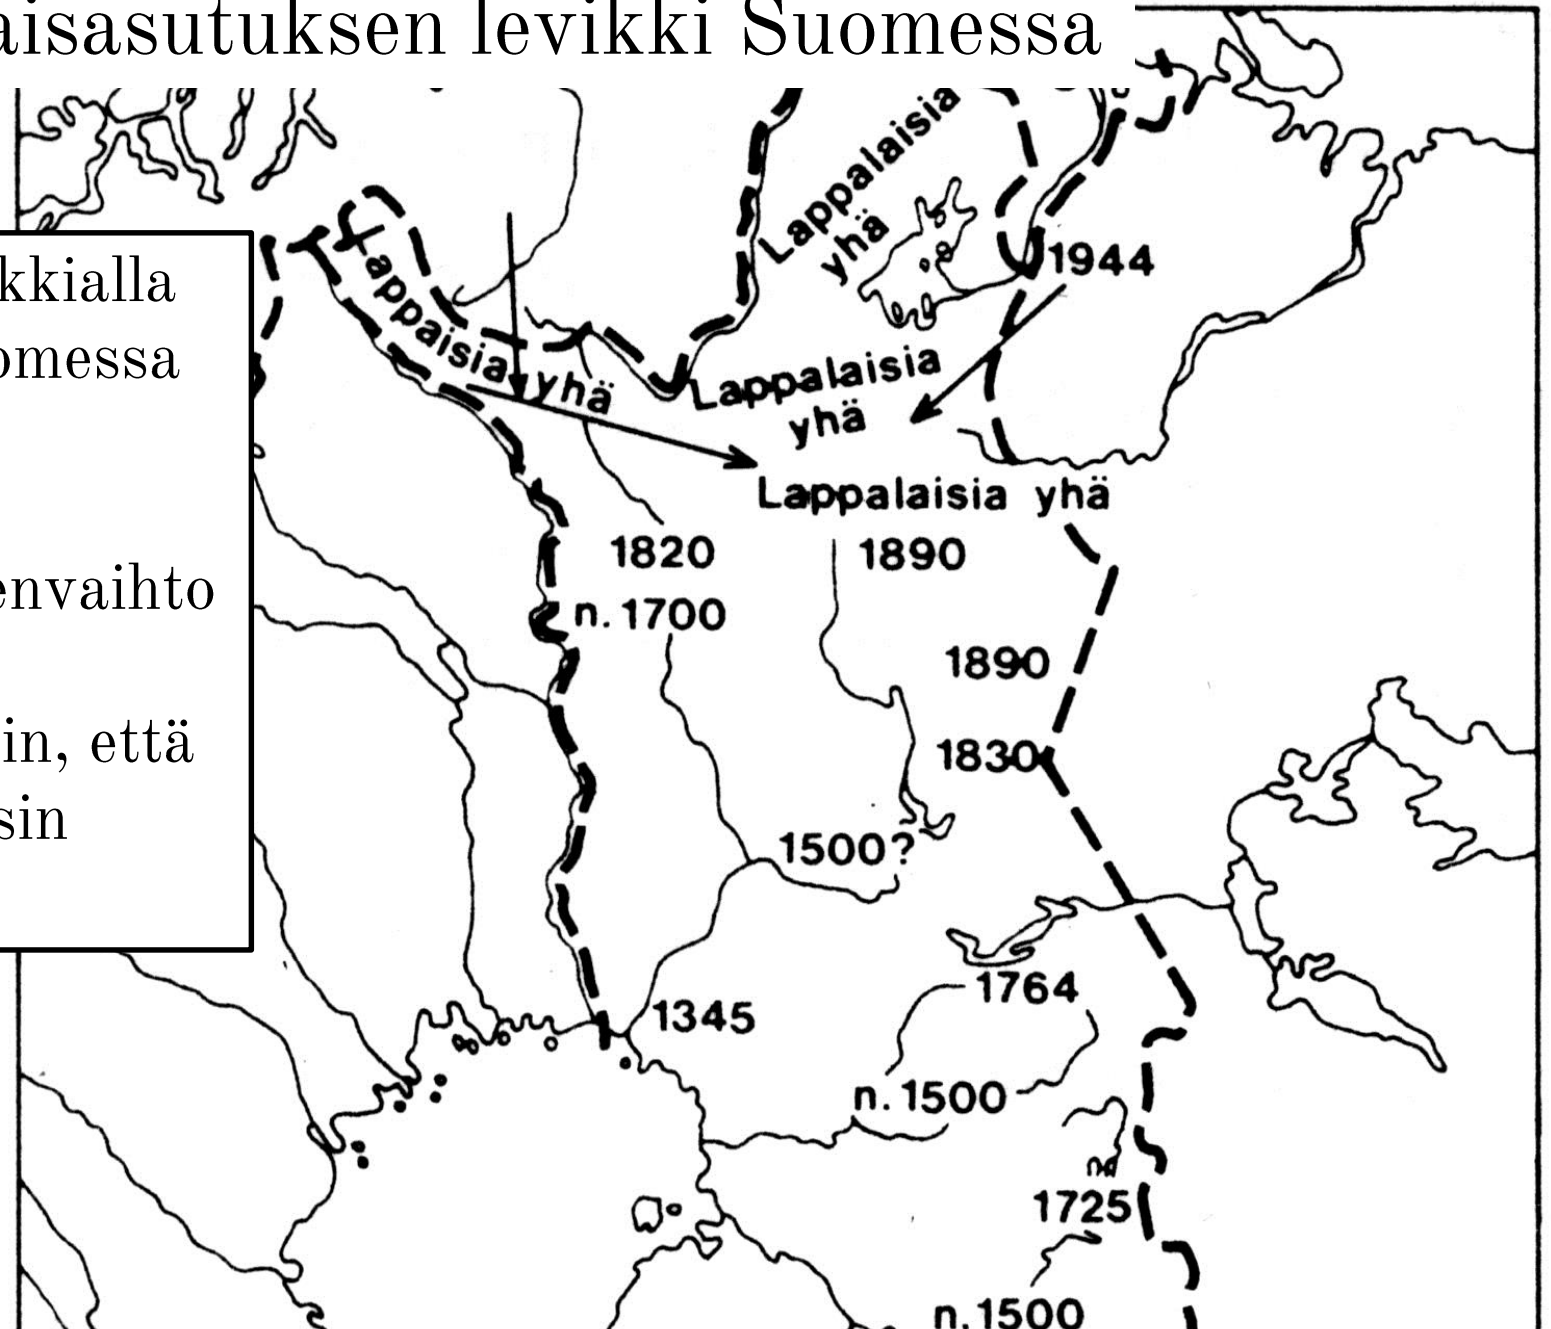 aisasutuksen levikki Suomessa
kkialla
omessa
envaihto
in, että
sin
Lappalaisia
yhä
1944
Lappaisia yhä
Lappalaisia
yhä
Lappalaisia yhä
1820
1890
n. 1700
1890
1830
1500?
1764
1345
n. 1500
1725
n. 1500